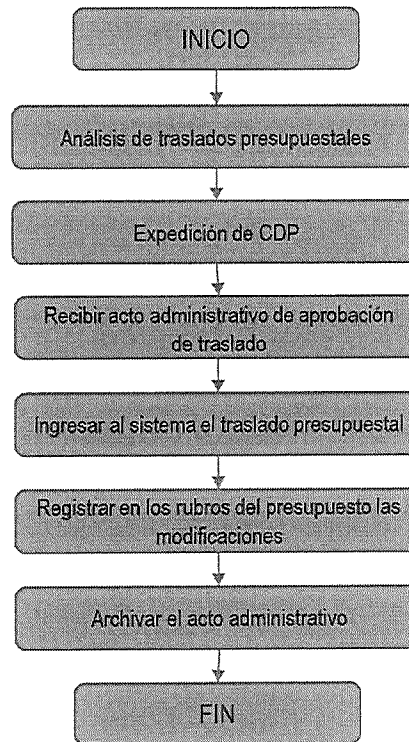 INICIO
Análisis de traslados presupuestales
Expedición de CDP
Recibir acto administrativo de aprobación
de traslado
Ingresar al sistema el traslado presupuestal
Registrar en los rubros del presupuesto las
modificaciones
Archivar el acto administrativo
FIN